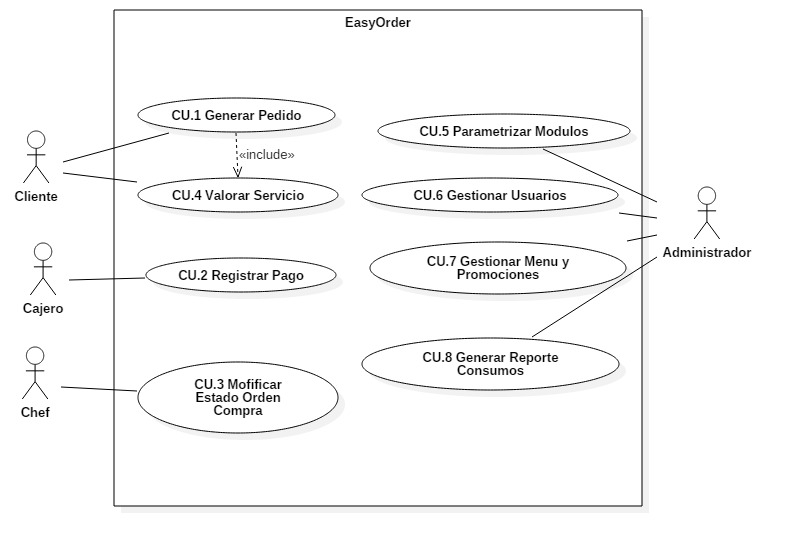 EasyOrder
CU.1 Generar Pedido
«include»
CU.4 Valorar Servicio
Cliente
CU.2 Registrar Pago
Cajero
CU.3 Mofificar
Estado Orden
Compra
Chef
CU.5 Parametrizar Modulos
CU.6 Gestionar Usuarios
CU.7 Gestionar Menu y
Promociones
CU.8 Generar Reporte
Consumos
Administrador